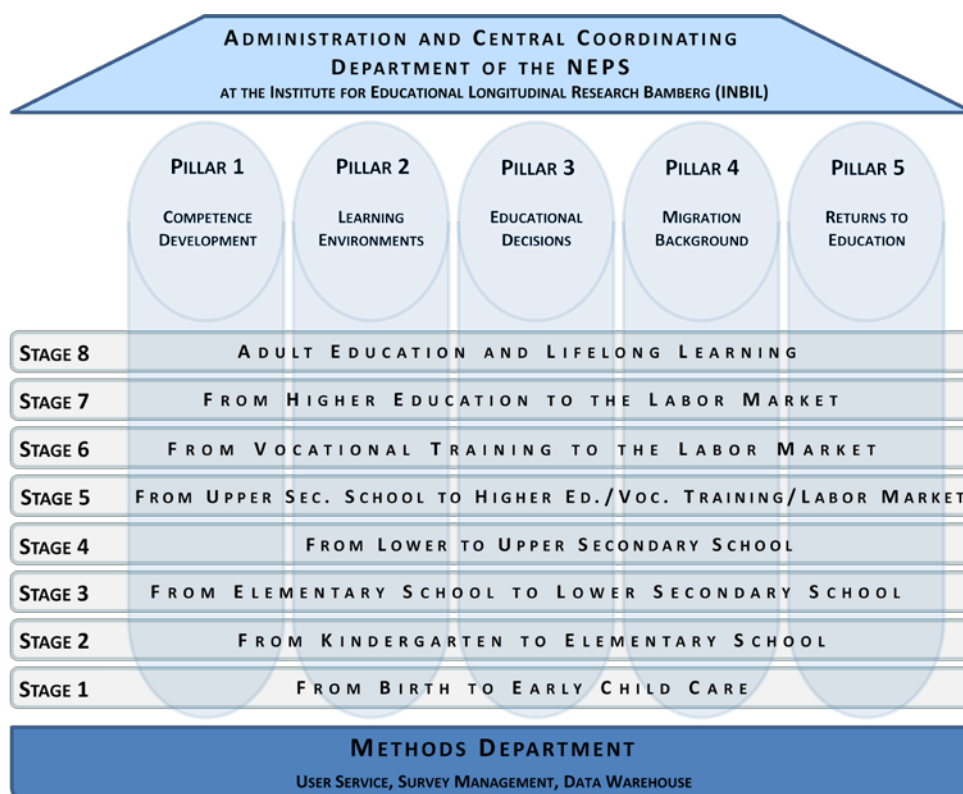 ADMINISTRATION AND CENTRAL COORDINATING
DEPARTMENT OF THE NEPS
AT THE INSTITUTE FOR EDUCATIONAL LONGITUDINAL RESEARCH BAMBERG (INBIL)
PILLAR 1
COMPETENCE
DEVELOPMENT
PILLAR 2
LEARNING
ENVIRONMENTS
PILLAR 3
EDUCATIONAL
DECISIONS
PILLAR 4
MIGRATION
BACKGROUND
PILLAR 5
RETURNS TO
EDUCATION
STAGE 8 ADULT EDUCATION AND LIFELONG LEARNING
STAGE 7 FROM HIGHER EDUCATION TO THE LABOR MARKET
STAGE 6 FROM VOCATIONAL TRAINING TO THE LABOR MARKET
STAGE 5 FROM UPPER SEC. SCHOOL TO HIGHER ED./VOC. TRAINING/LABOR MARKET
STAGE 4 FROM LOWER TO UPPER SECONDARY SCHOOL
STAGE 3 FROM ELEMENTARY SCHOOL TO LOWER SECONDARY SCHOOL
STAGE 2 FROM KINDERGARTEN TO ELEMENTARY SCHOOL
STAGE 1 FROM BIRTH TO EARLY CHILD CARE
METHODS DEPARTMENT
USER SERVICE, SURVEY MANAGEMENT, DATA WAREHOUSE